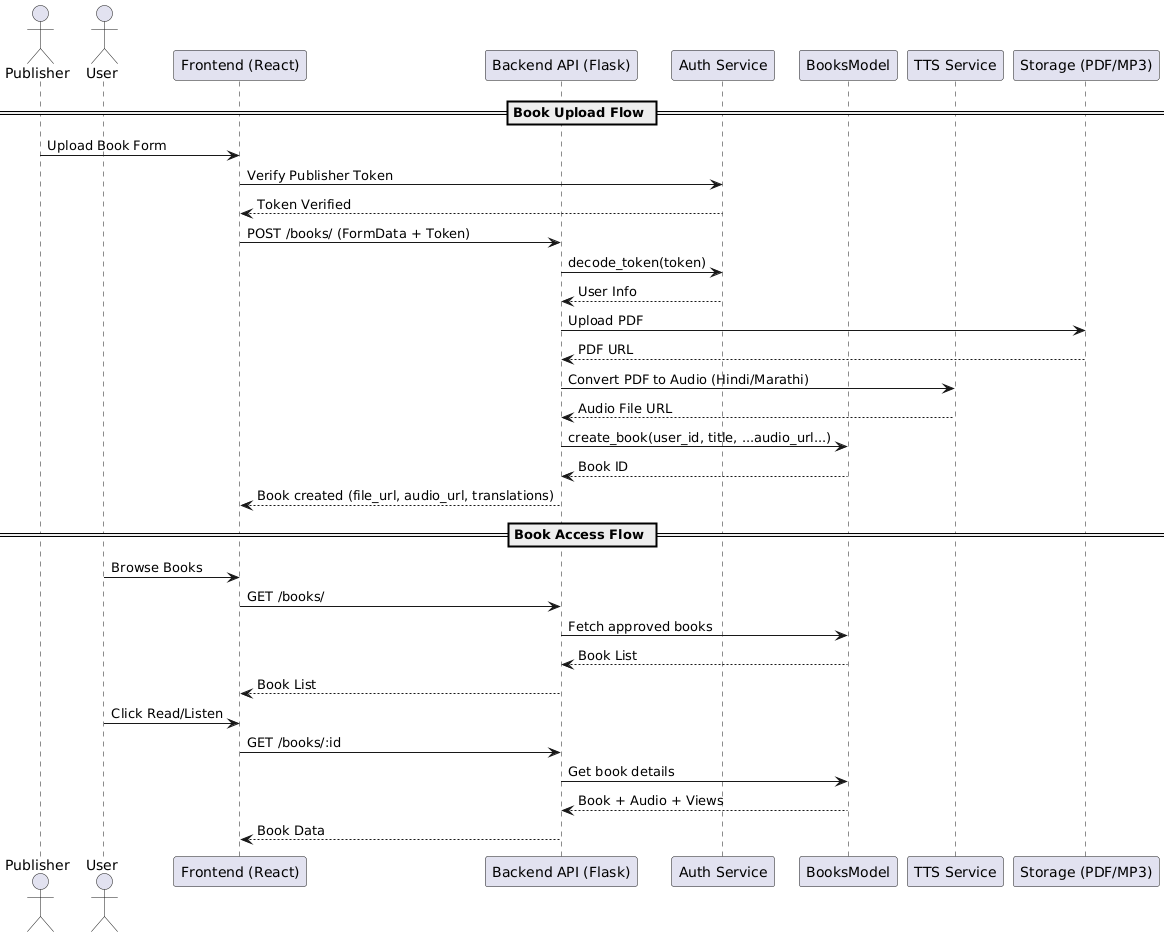 Publisher
User
Frontend (React)
Backend API (Flask)
Auth Service
BooksModel
TTS Service
Storage (PDF/MP3)
Book Upload Flow
Upload Book Form
Verify Publisher Token
Token Verified
POST /books/ (FormData + Token)
decode_token(token)
User Info
Upload PDF
PDF URL
Convert PDF to Audio (Hindi/Marathi)
Audio File URL
create_book(user_id, title, ...audio_url...)
Book ID
Book created (file_url, audio_url, translations)
Book Access Flow
Browse Books
GET /books/
Fetch approved books
Book List
Book List
Click Read/Listen
GET /books/:id
Get book details
Book + Audio + Views
Book Data
Publisher
User
Frontend (React)
Backend API (Flask)
Auth Service
BooksModel
TTS Service
Storage (PDF/MP3)